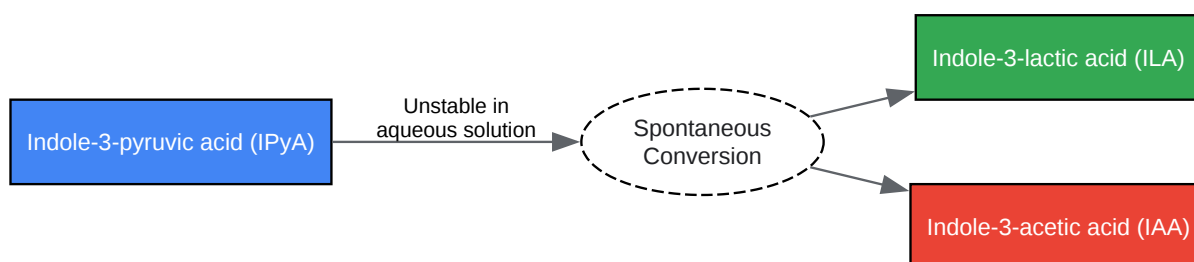 Indole-3-pyruvic acid (IPyA)
Unstable in
aqueous solution
Spontaneous
Conversion
Indole-3-lactic acid (ILA)
Indole-3-acetic acid (IAA)